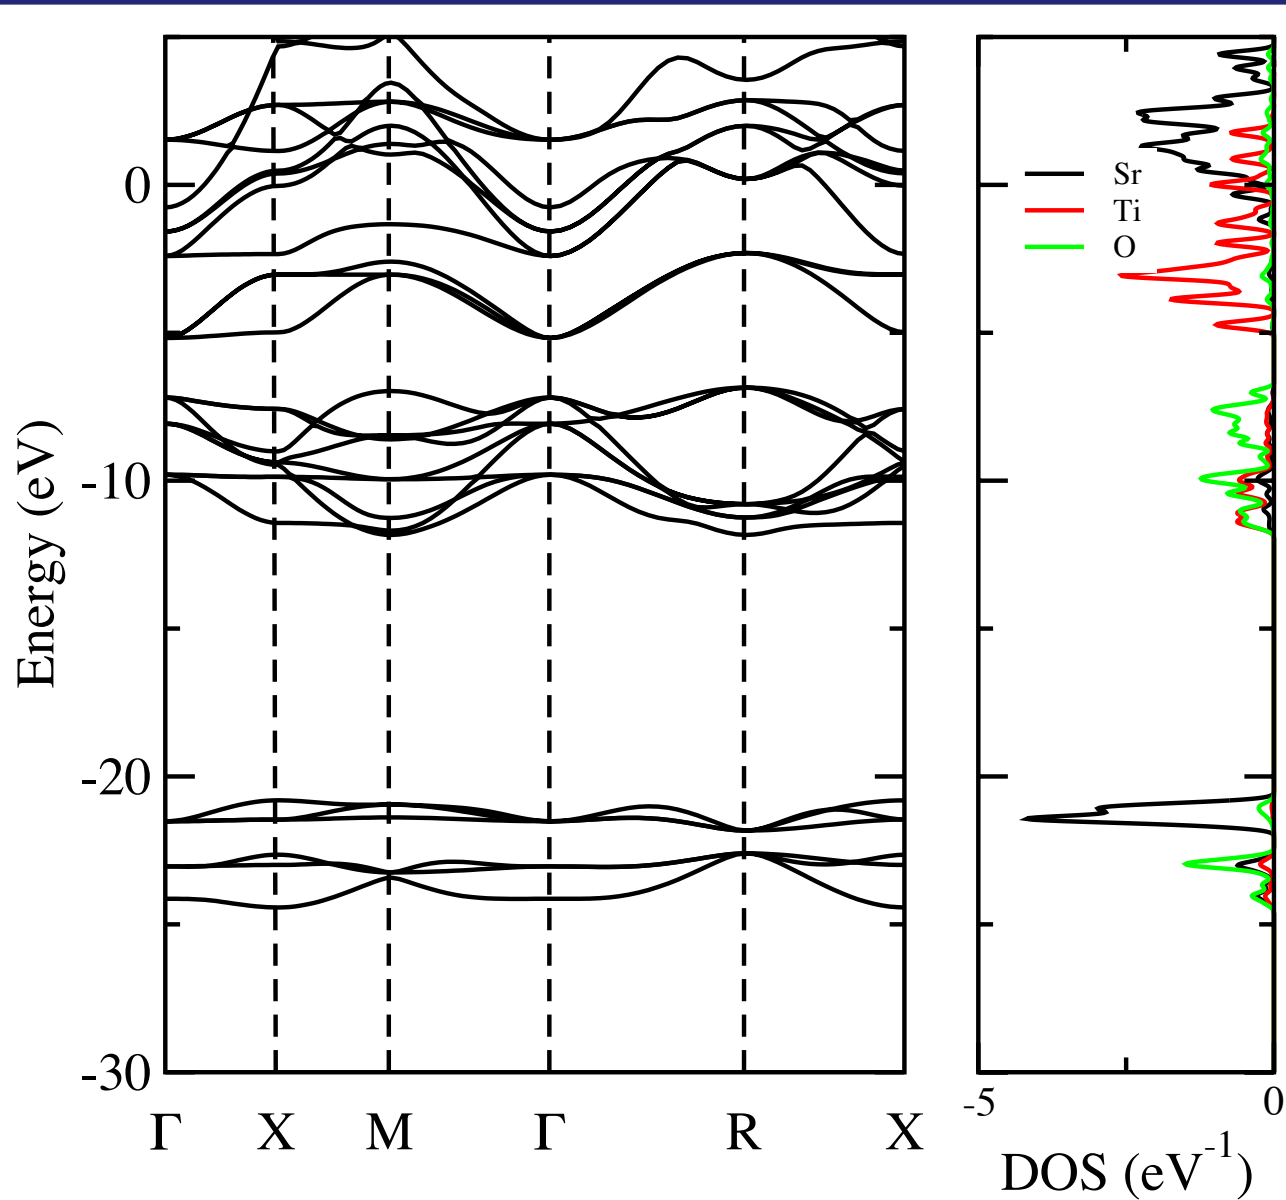 0
-10
-20
-30
Energy (eV)
Γ X M Γ R X
Sr
Ti
O
-5 0
DOS (eV-1)